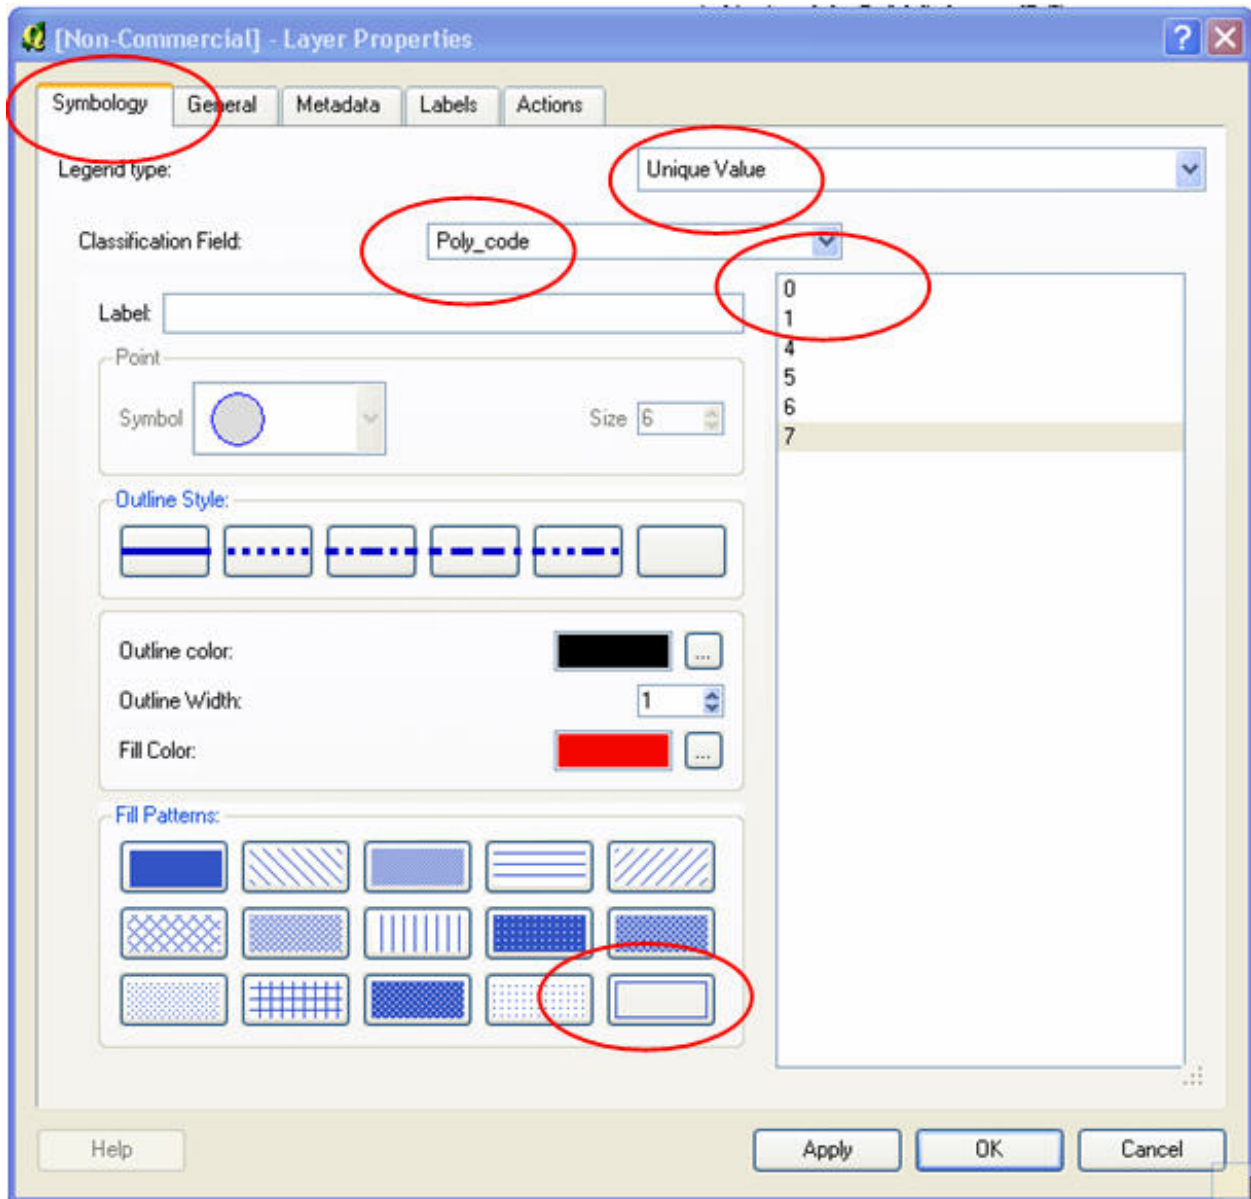 [Non-Commercial] - Layer Properties
?
Symbology General Metadata Labels Actions
Legend type: Unique Value
Classification Field: Poly_code
Label:
0
1
4
5
6
7
Point
Symbol Size 6
Outline Style:
Outline color: ...
Outline Width: 1
Fill Color: ...
Fill Patterns:
Help Apply OK Cancel